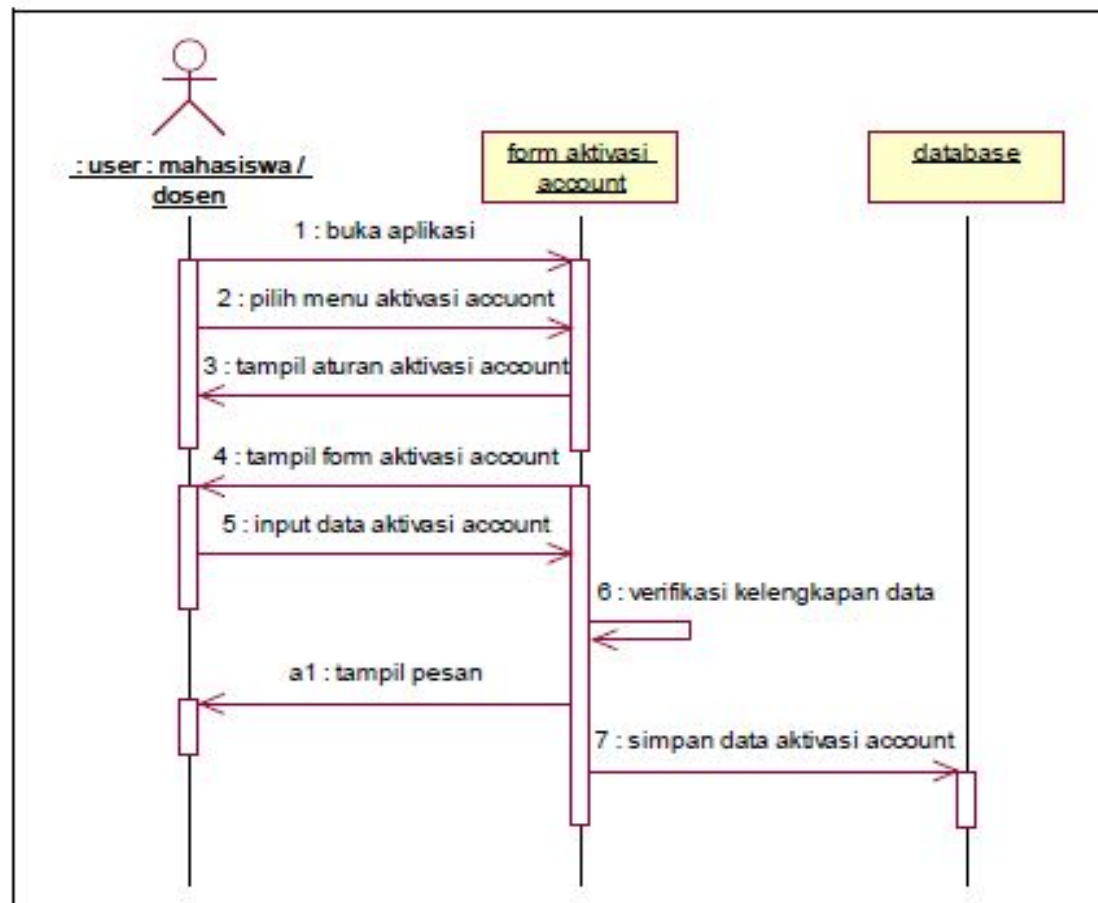 : user : mahasiswa /
dosen
form aktivasi
account
database
1 : buka aplikasi
2 : pilih menu aktivasi accuont
3 : tampil aturan aktivasi account
4 : tampil form aktivasi account
5 : input data aktivasi account
6 : verifikasi kelengkapan data
a1 : tampil pesan
7 : simpan data aktivasi account